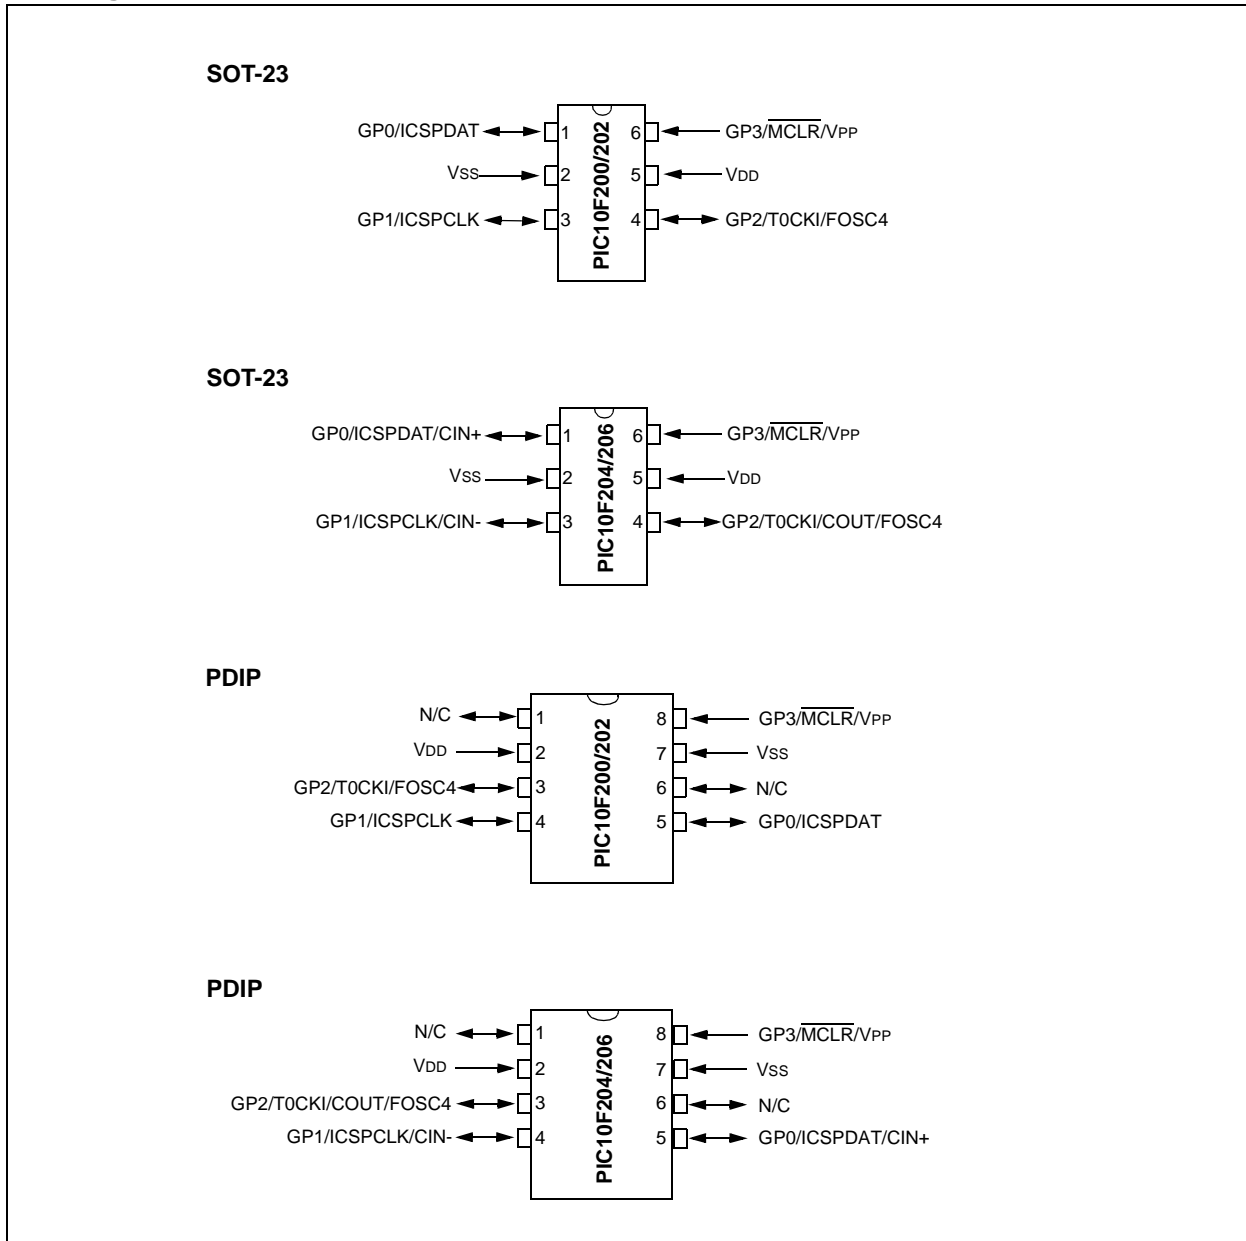 SOT-23
GP0/ICSPDAT 1 6 GP3/MCLR/VPP
VSS 2 5 VDD
GP1/ICSPCLK 3 4 GP2/T0CKI/FOSC4
PIC10F200/202
SOT-23
GP0/ICSPDAT/CIN+ 1 6 GP3/MCLR/VPP
VSS 2 5 VDD
GP1/ICSPCLK/CIN- 3 4 GP2/T0CKI/COUT/FOSC4
PIC10F204/206
PDIP
N/C 1 8 GP3/MCLR/VPP
VDD 2 7 VSS
GP2/T0CKI/FOSC4 3 6 N/C
GP1/ICSPCLK 4 5 GP0/ICSPDAT
PIC10F200/202
PDIP
N/C 1 8 GP3/MCLR/VPP
VDD 2 7 VSS
GP2/T0CKI/COUT/FOSC4 3 6 N/C
GP1/ICSPCLK/CIN- 4 5 GP0/ICSPDAT/CIN+
PIC10F204/206